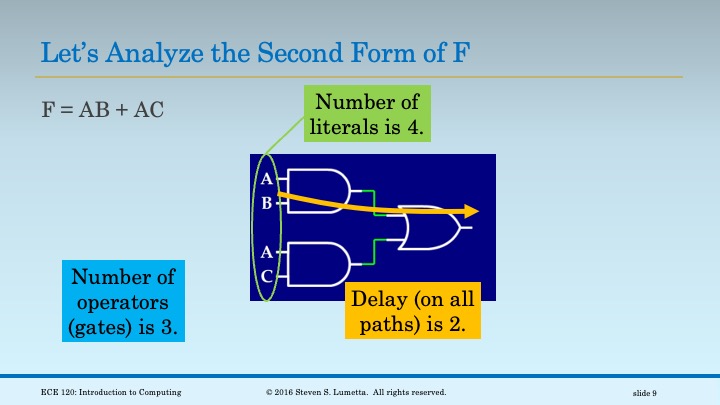 Let's Analyze the Second Form of F
F = AB + AC
Number of
literals is 4.
A
B
A
C
Number of
operators
(gates) is 3.
Delay (on all
paths) is 2.
ECE 120: Introduction to Computing
© 2016 Steven S. Lumetta. All rights reserved.
slide 9